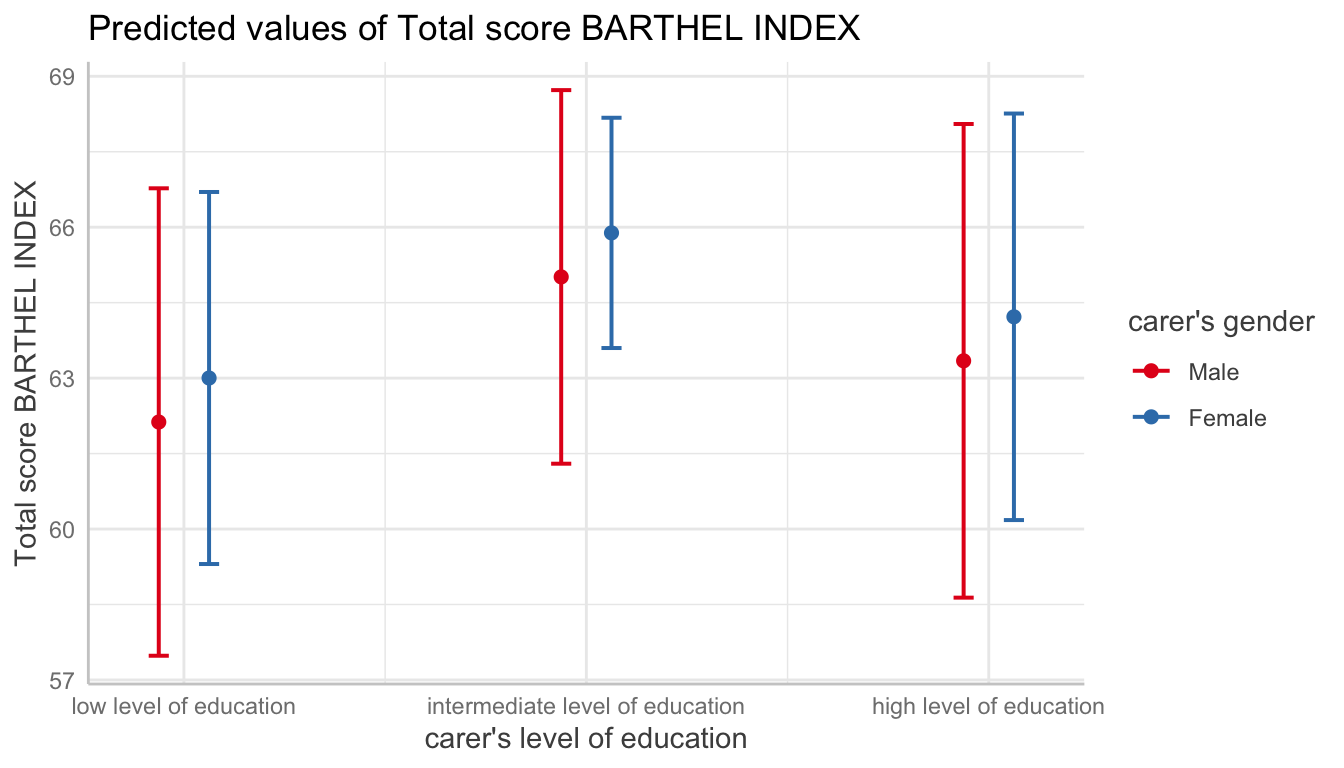 Predicted values of Total score BARTHEL INDEX
Total score BARTHEL INDEX
69
66
63
60
57
low level of education
intermediate level of education
high level of education
carer's level of education
carer's gender
Male
Female